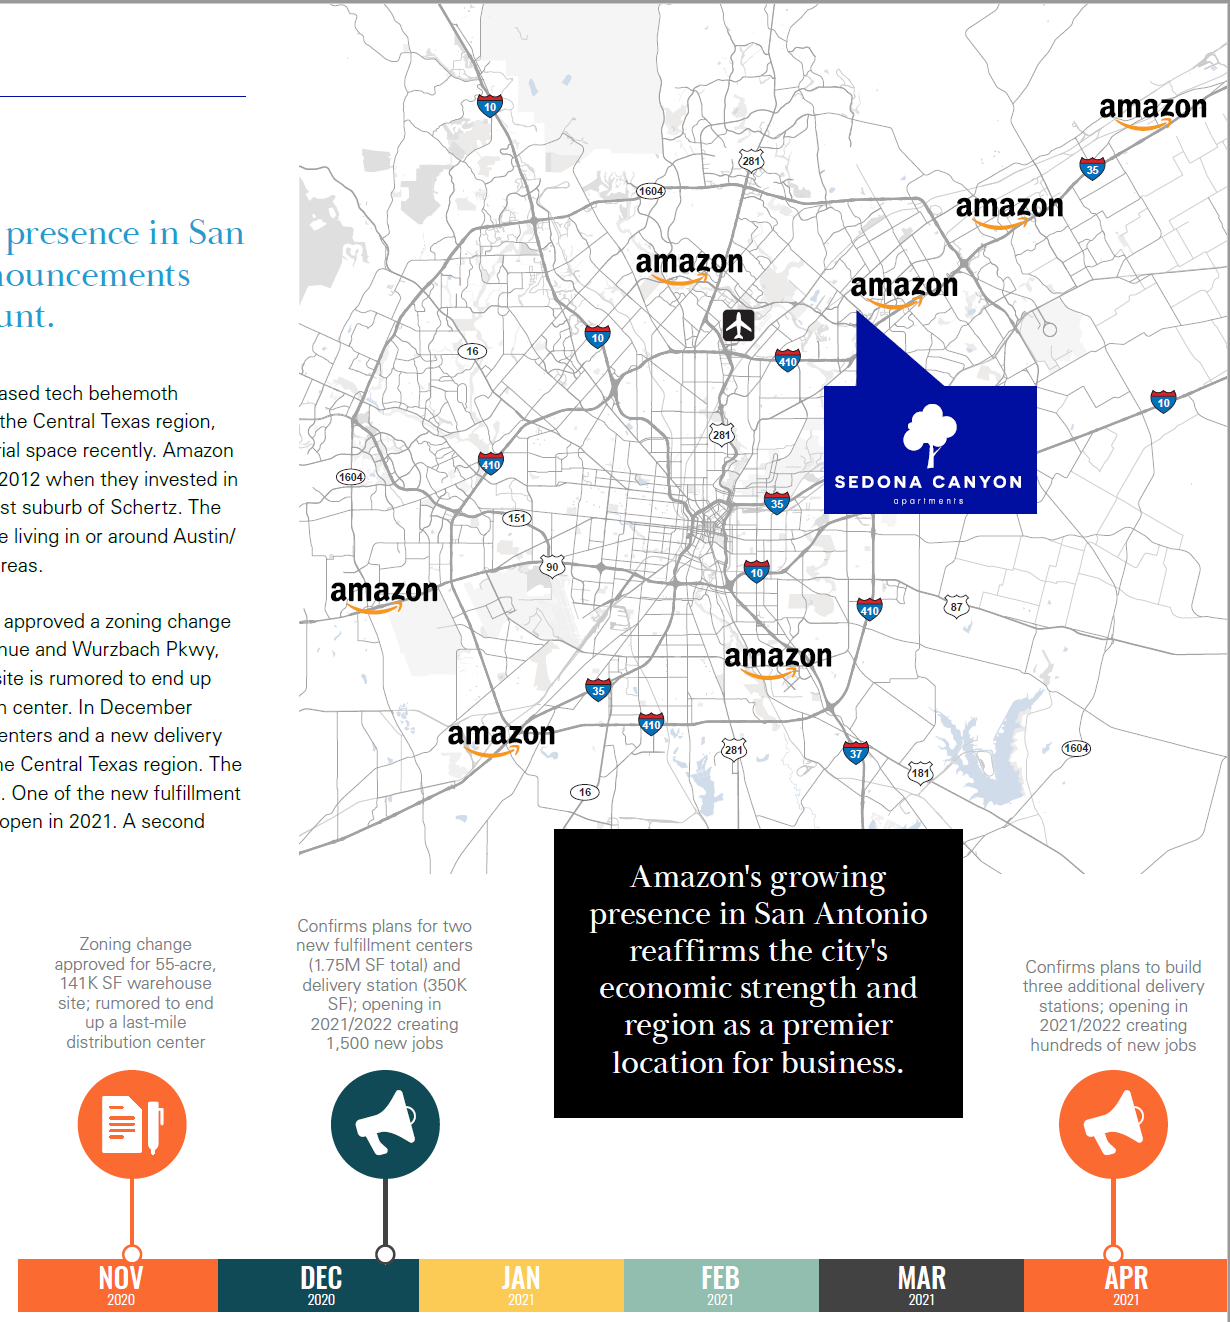 presence in San
nouncements
unt.
ased tech behemoth
the Central Texas region,
rial space recently. Amazon
2012 when they invested in
st suburb of Schertz. The
e living in or around Austin/
reas.
approved a zoning change
nue and Wurzbach Pkwy,
site is rumored to end up
n center. In December
enters and a new delivery
ne Central Texas region. The
. One of the new fulfillment
open in 2021. A second
10
amazon
281
35
1604
amazon
amazon
amazon
10
16
410
10
281
410
SEDONA CANYON
apartments
1604
35
151
90
10
amazon
410
87
amazon
35
410
amazon
281
37
1604
181
16
Amazon's growing
presence in San Antonio
reaffirms the city's
economic strength and
region as a premier
location for business.
Zoning change
approved for 55-acre,
141K SF warehouse
site; rumored to end
up a last-mile
distribution center
Confirms plans for two
new fulfillment centers
(1.75M SF total) and
delivery station (350K
SF); opening in
2021/2022 creating
1,500 new jobs
Confirms plans to build
three additional delivery
stations; opening in
2021/2022 creating
hundreds of new jobs
NOV
2020
DEC
2020
JAN
2021
FEB
2021
MAR
2021
APR
2021